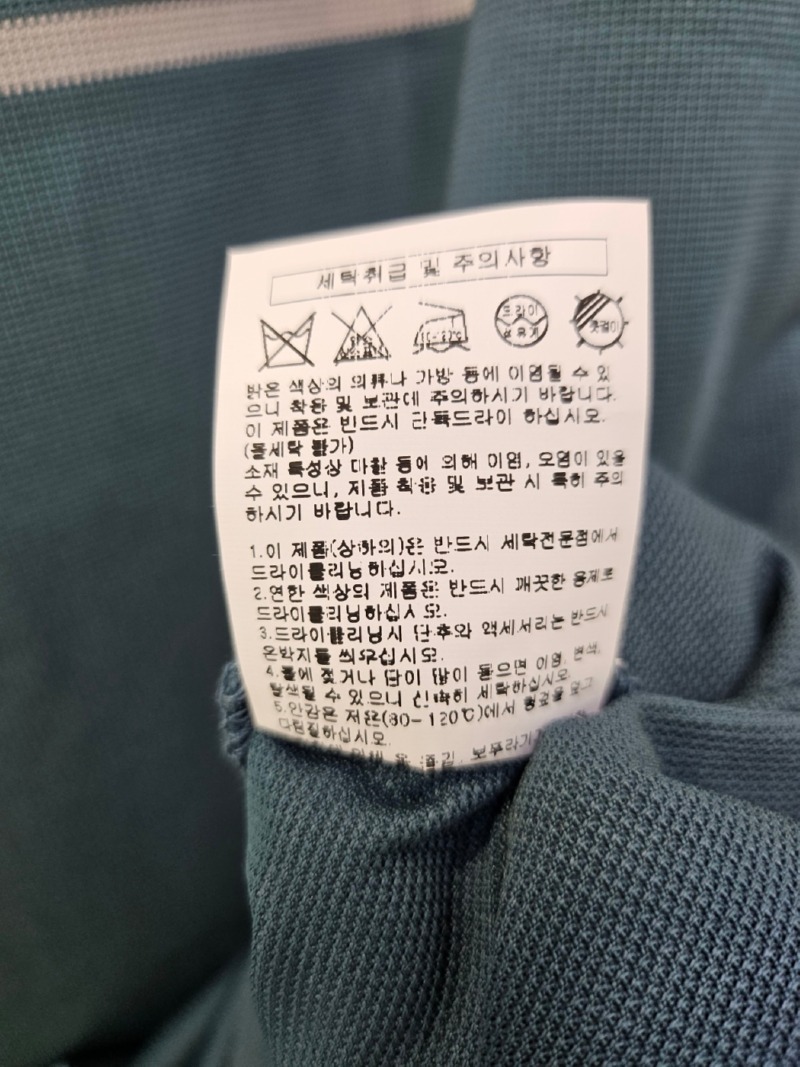 세탁취급 및 주의사항
드라이
옷걸이
밝은 색상의 의류나 가방 등에 이염될 수 있
으니 착용 및 보관에 주의하시기 바랍니다.
이 제품은 반드시 단독드라이 하십시오.
(물세탁 불가)
소재 특성상 마찰 등에 의해 이염, 오염이 있을
수 있으니, 제품 착용 및 보관 시 특히 주의
하시기 바랍니다.
1.이 제품(상하의)은 반드시 세탁전문점에서
드라이클리닝하십시오.
2.연한 색상의 제품은 반드시 깨끗한 용제로
드라이클리닝하십시오.
3.드라이클리닝시 단추와 액세서리는 반드시
은박지를 씌우십시오.
4.물에 젖거나 땀이 많이 묻으면 이염, 변색,
탈색될 수 있으니 신속히 세탁하십시오.
5.안감은 저온(80-120℃)에서 헝겊을 덮고
다림질하십시오.
보푸라기